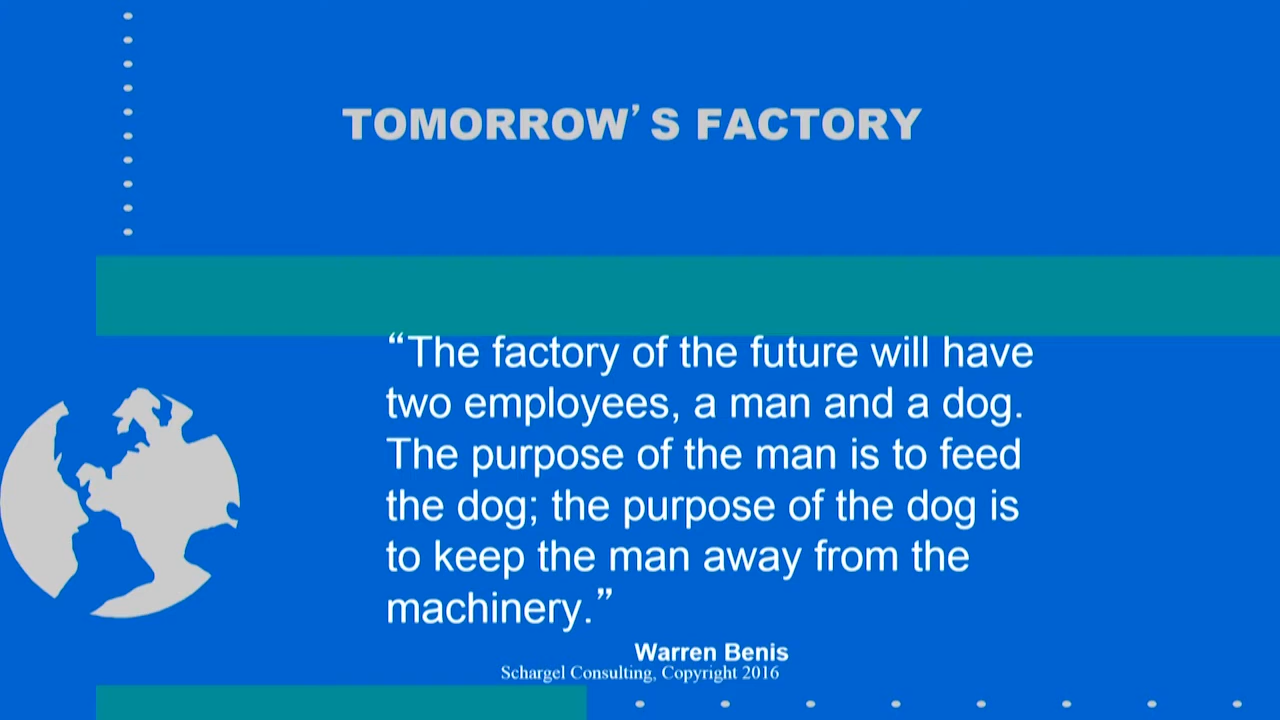 TOMORROW’S FACTORY
“The factory of the future will have
two employees, a man and a dog.
The purpose of the man is to feed
the dog; the purpose of the dog is
to keep the man away from the
machinery.”
Warren Benis
Schargel Consulting, Copyright 2016